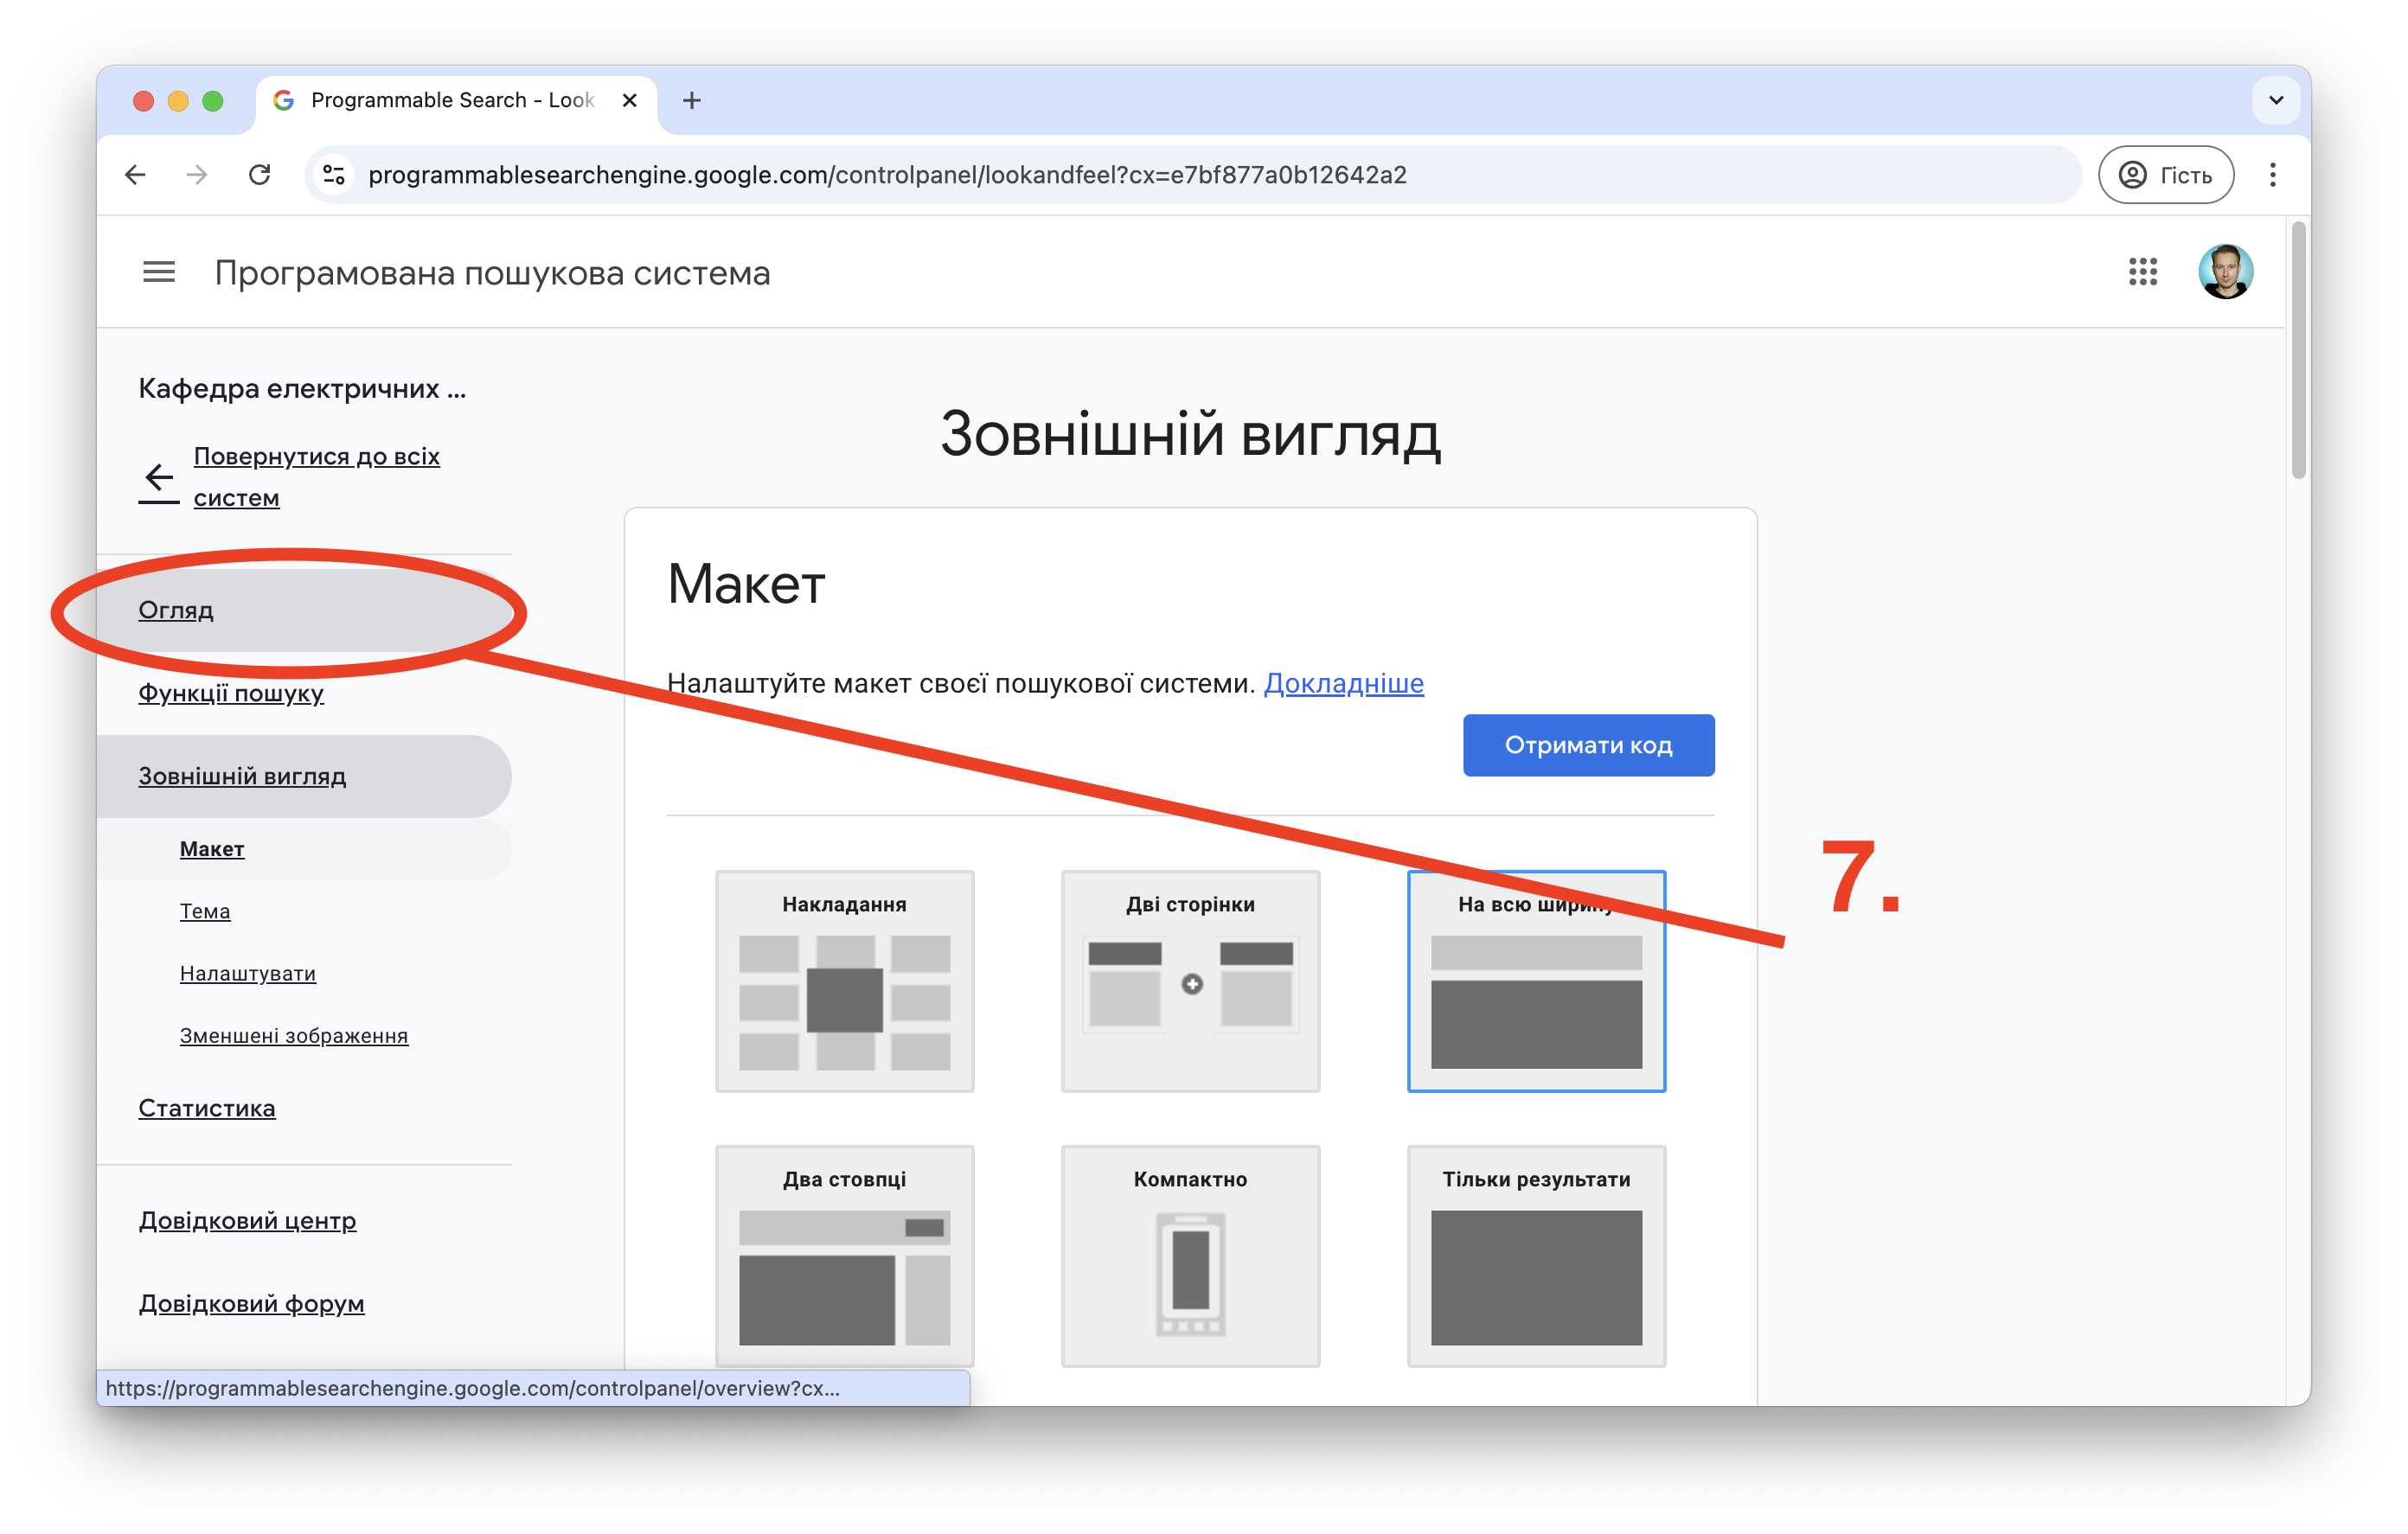 Programmable Search - Look
programmablesearchengine.google.com/controlpanel/lookandfeel?cx=e7bf877a0b12642a2
Гість
Програмована пошукова система
Кафедра електричних ...
Повернутися до всіх
систем
Огляд
Функції пошуку
Зовнішній вигляд
Макет
Тема
Налаштувати
Зменшені зображення
Статистика
Довідковий центр
Довідковий форум
https://programmablesearchengine.google.com/controlpanel/overview?cx...
Зовнішній вигляд
Макет
Налаштуйте макет своєї пошукової системи. Докладніше
Отримати код
Накладання
Дві сторінки
На всю ширину
Два стовпці
Компактно
Тільки результати
7.